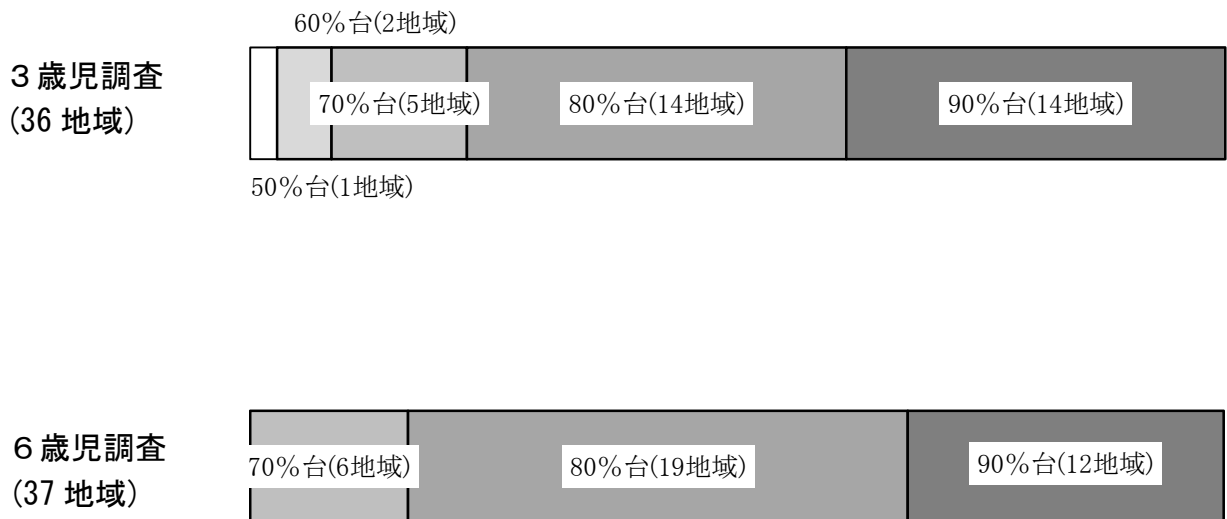 60%台(2地域)
３歳児調査
(36 地域)
70%台(5地域)
80%台(14地域)
90%台(14地域)
50%台(1地域)
６歳児調査
(37 地域)
70%台(6地域)
80%台(19地域)
90%台(12地域)